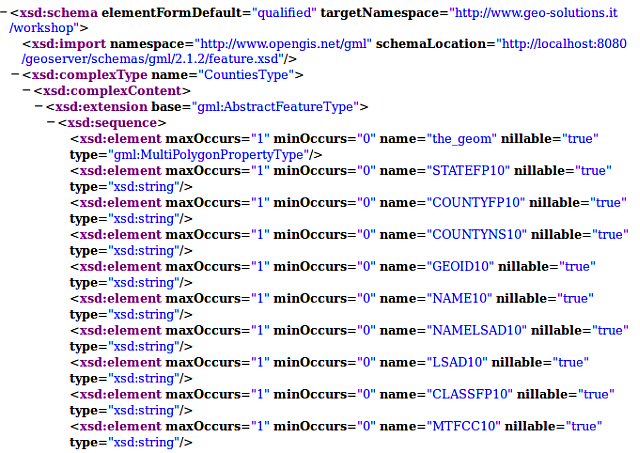 −<xsd:schema elementFormDefault="qualified" targetNamespace="http://www.geo-solutions.it
/workshop">
<xsd:import namespace="http://www.opengis.net/gml" schemaLocation="http://localhost:8080
/geoserver/schemas/gml/2.1.2/feature.xsd"/>
−<xsd:complexType name="CountiesType">
−<xsd:complexContent>
−<xsd:extension base="gml:AbstractFeatureType">
−<xsd:sequence>
<xsd:element maxOccurs="1" minOccurs="0" name="the_geom" nillable="true"
type="gml:MultiPolygonPropertyType"/>
<xsd:element maxOccurs="1" minOccurs="0" name="STATEFP10" nillable="true"
type="xsd:string"/>
<xsd:element maxOccurs="1" minOccurs="0" name="COUNTYFP10" nillable="true"
type="xsd:string"/>
<xsd:element maxOccurs="1" minOccurs="0" name="COUNTYNS10" nillable="true"
type="xsd:string"/>
<xsd:element maxOccurs="1" minOccurs="0" name="GEOID10" nillable="true"
type="xsd:string"/>
<xsd:element maxOccurs="1" minOccurs="0" name="NAME10" nillable="true"
type="xsd:string"/>
<xsd:element maxOccurs="1" minOccurs="0" name="NAMELSAD10" nillable="true"
type="xsd:string"/>
<xsd:element maxOccurs="1" minOccurs="0" name="LSAD10" nillable="true"
type="xsd:string"/>
<xsd:element maxOccurs="1" minOccurs="0" name="CLASSFP10" nillable="true"
type="xsd:string"/>
<xsd:element maxOccurs="1" minOccurs="0" name="MTFCC10" nillable="true"
type="xsd:string"/>